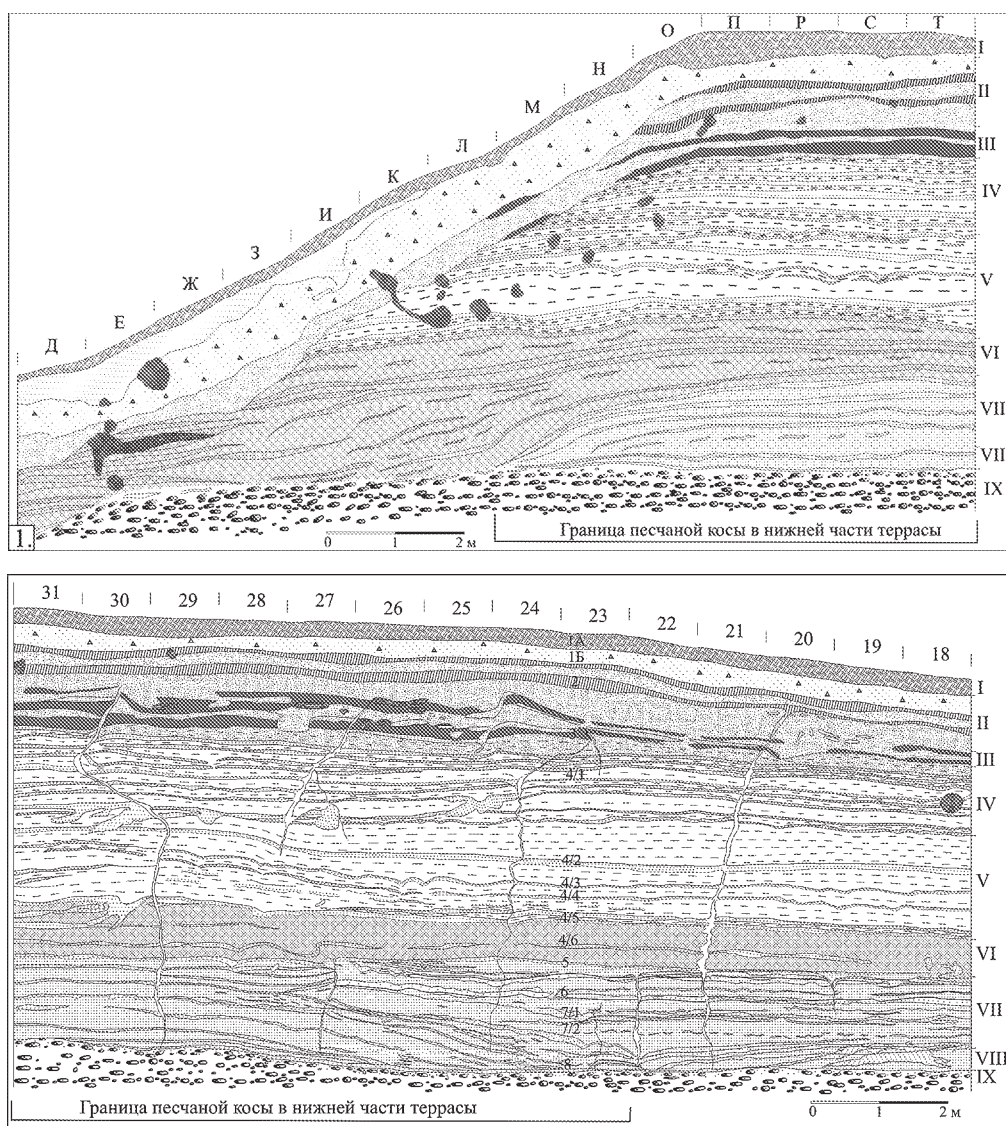 Д Е Ж З И К Л М Н О П Р С Т
I
II
III
IV
V
VI
VII
VII
IX
1.
0 1 2 м
Граница песчаной косы в нижней части террасы
31 30 29 28 27 26 25 24 23 22 21 20 19 18
1А
1Б
2
4/1
4/2
4/3
4/4
4/5
4/6
5
6
7/1
7/2
8
I
II
III
IV
V
VI
VII
VIII
IX
Граница песчаной косы в нижней части террасы
0 1 2 м